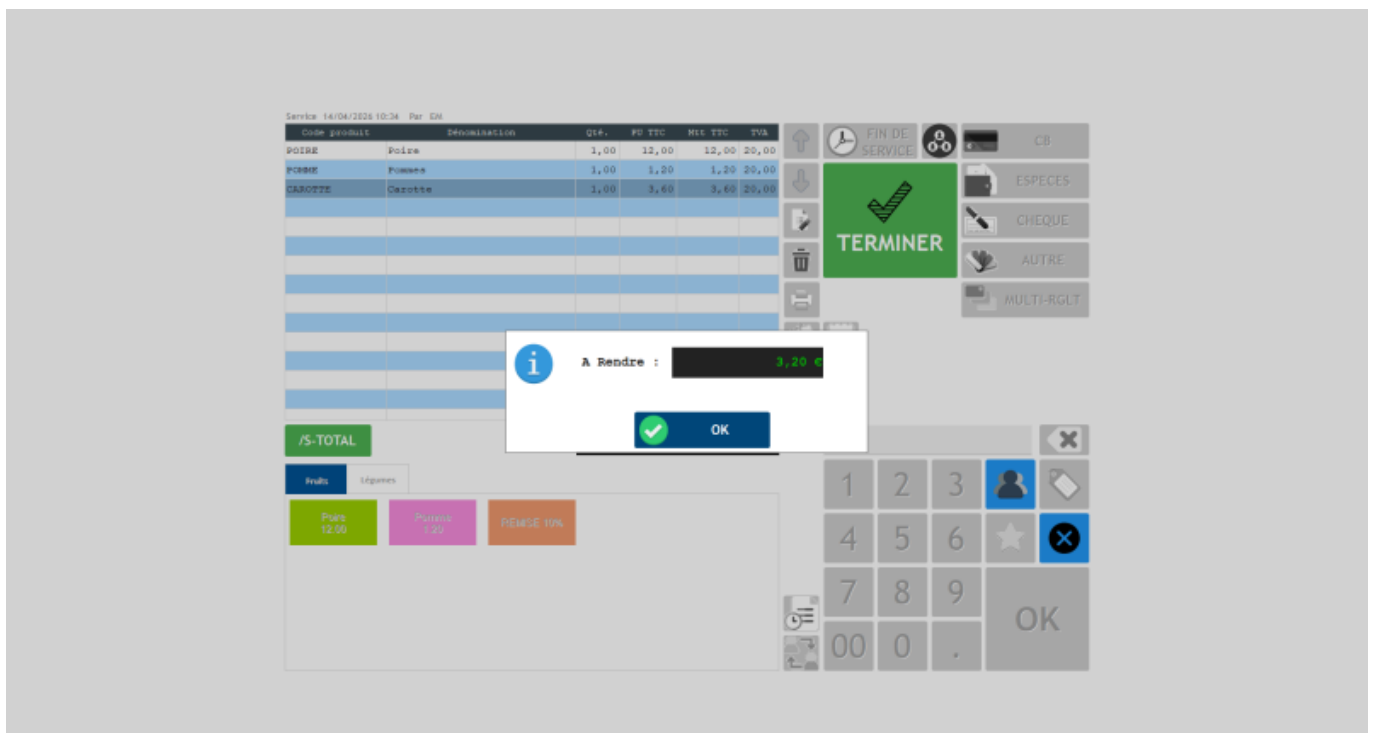 Service 14/04/2026 10:34 Par EM
Code produit Dénomination Qté. PU TTC Mtt TTC TVA
POIRE Poire 1,00 12,00 12,00 20,00
POMME Pommes 1,00 1,20 1,20 20,00
CAROTTE Carotte 1,00 3,60 3,60 20,00
FIN DE
SERVICE
CB
ESPECES
CHEQUE
TERMINER
AUTRE
MULTI-RGLT
A Rendre : 3,20 €
OK
/S-TOTAL
Fruits Légumes
Poire
12.00
Pomme
1.20
REMISE 10%
1 2 3
4 5 6
7 8 9
OK
00 0 .